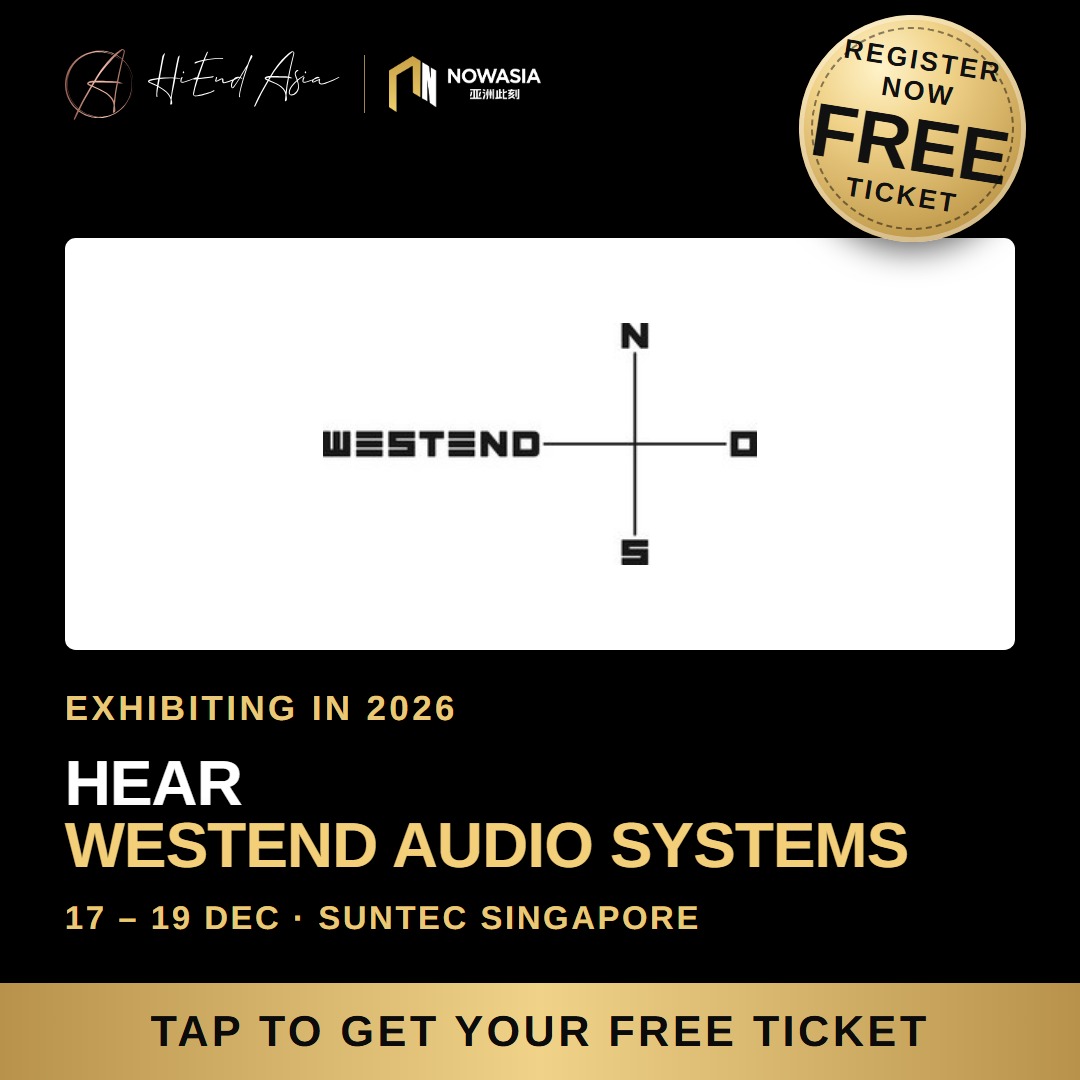 HiEnd Asia
NOWASIA
亚洲此刻
REGISTER
NOW
FREE
TICKET
N
WESTEND O
S
EXHIBITING IN 2026
HEAR
WESTEND AUDIO SYSTEMS
17 – 19 DEC · SUNTEC SINGAPORE
TAP TO GET YOUR FREE TICKET